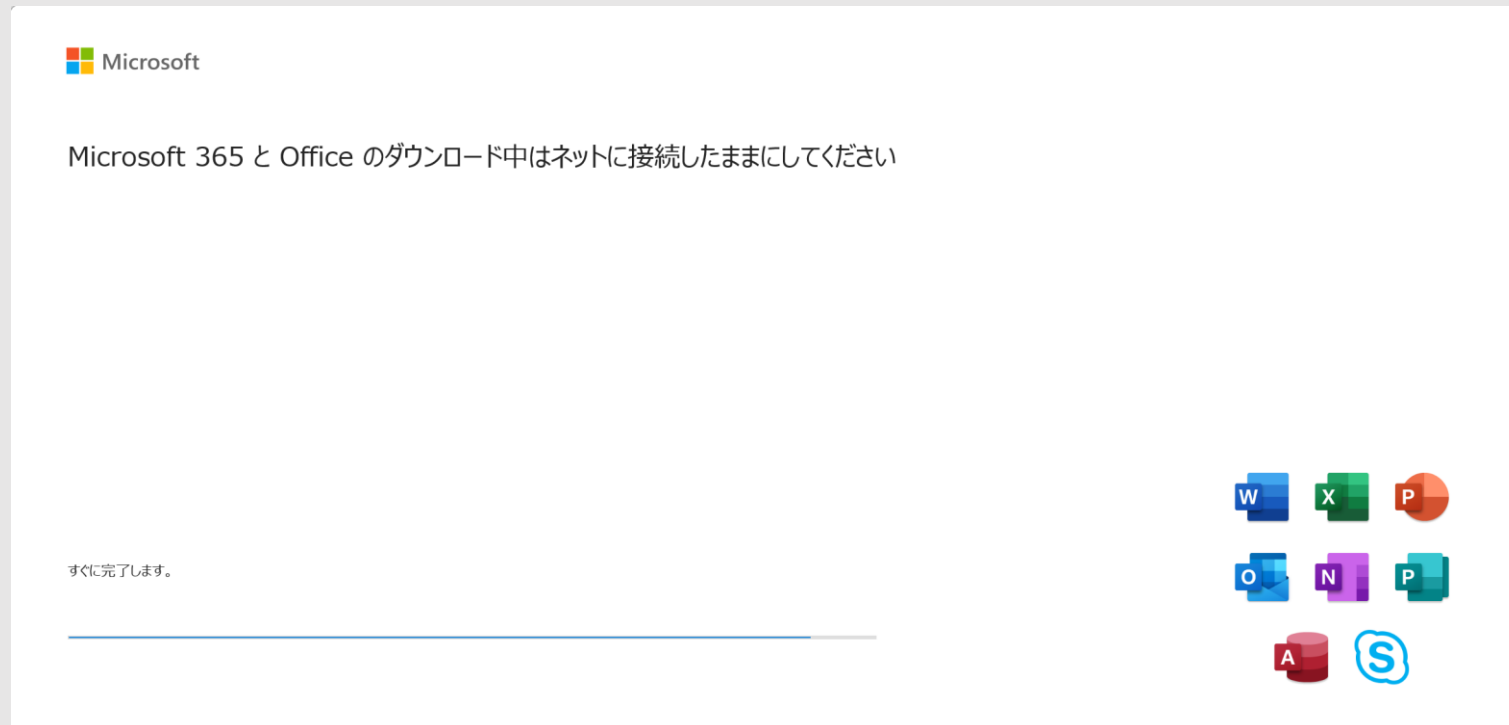 Microsoft
Microsoft 365 と Office のダウンロード中はネットに接続したままにしてください
W X P
すぐに完了します。
O N P
A S